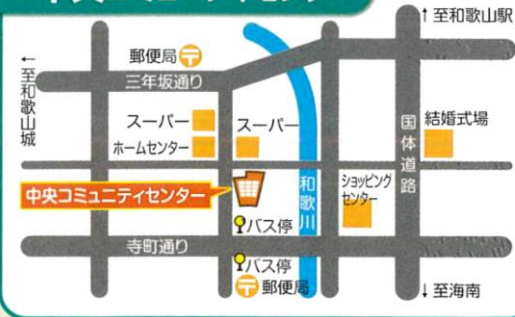 ↑至和歌山駅
郵便局
←至和歌山城
三年坂通り
スーパー
スーパー
ホームセンター
国体道路
結婚式場
中央コミュニティセンター
和歌川
ショッピング
センター
バス停
寺町通り
バス停
郵便局
↓至海南